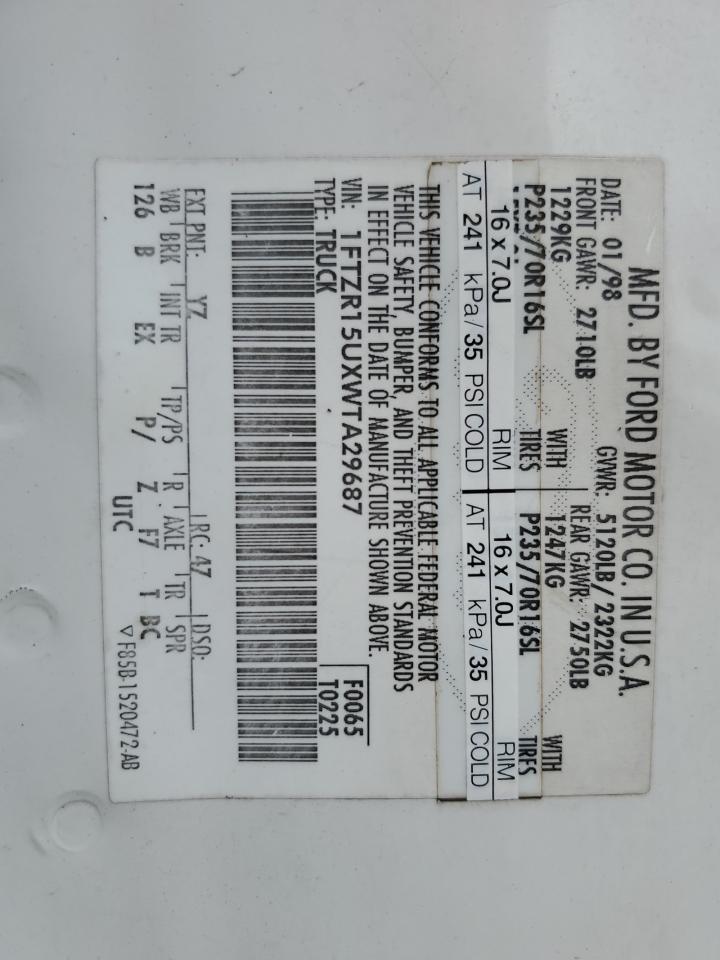 MFD. BY FORD MOTOR CO. IN U.S.A.
DATE: 01/98 GVWR: 5120LB/ 2322KG
FRONT GAWR: 2710LB REAR GAWR: 2750LB
1229KG WITH 1247KG WITH
P235/70R16SL TIRES P235/70R16SL TIRES
16 x 7.0J RIM 16 x 7.0J RIM
AT 241 kPa/ 35 PSI COLD AT 241 kPa/ 35 PSI COLD
THIS VEHICLE CONFORMS TO ALL APPLICABLE FEDERAL MOTOR
VEHICLE SAFETY, BUMPER, AND THEFT PREVENTION STANDARDS
IN EFFECT ON THE DATE OF MANUFACTURE SHOWN ABOVE.
VIN: 1FTZR15UXWTA29687 F0065
TYPE: TRUCK T0225
EXT PNT: YZ RC: 47 DSO:
WB BRK INT TR TP/PS R AXLE TR SPR
126 B EX P/ Z F7 T BC
UTC
▽F85B-1520472-AB